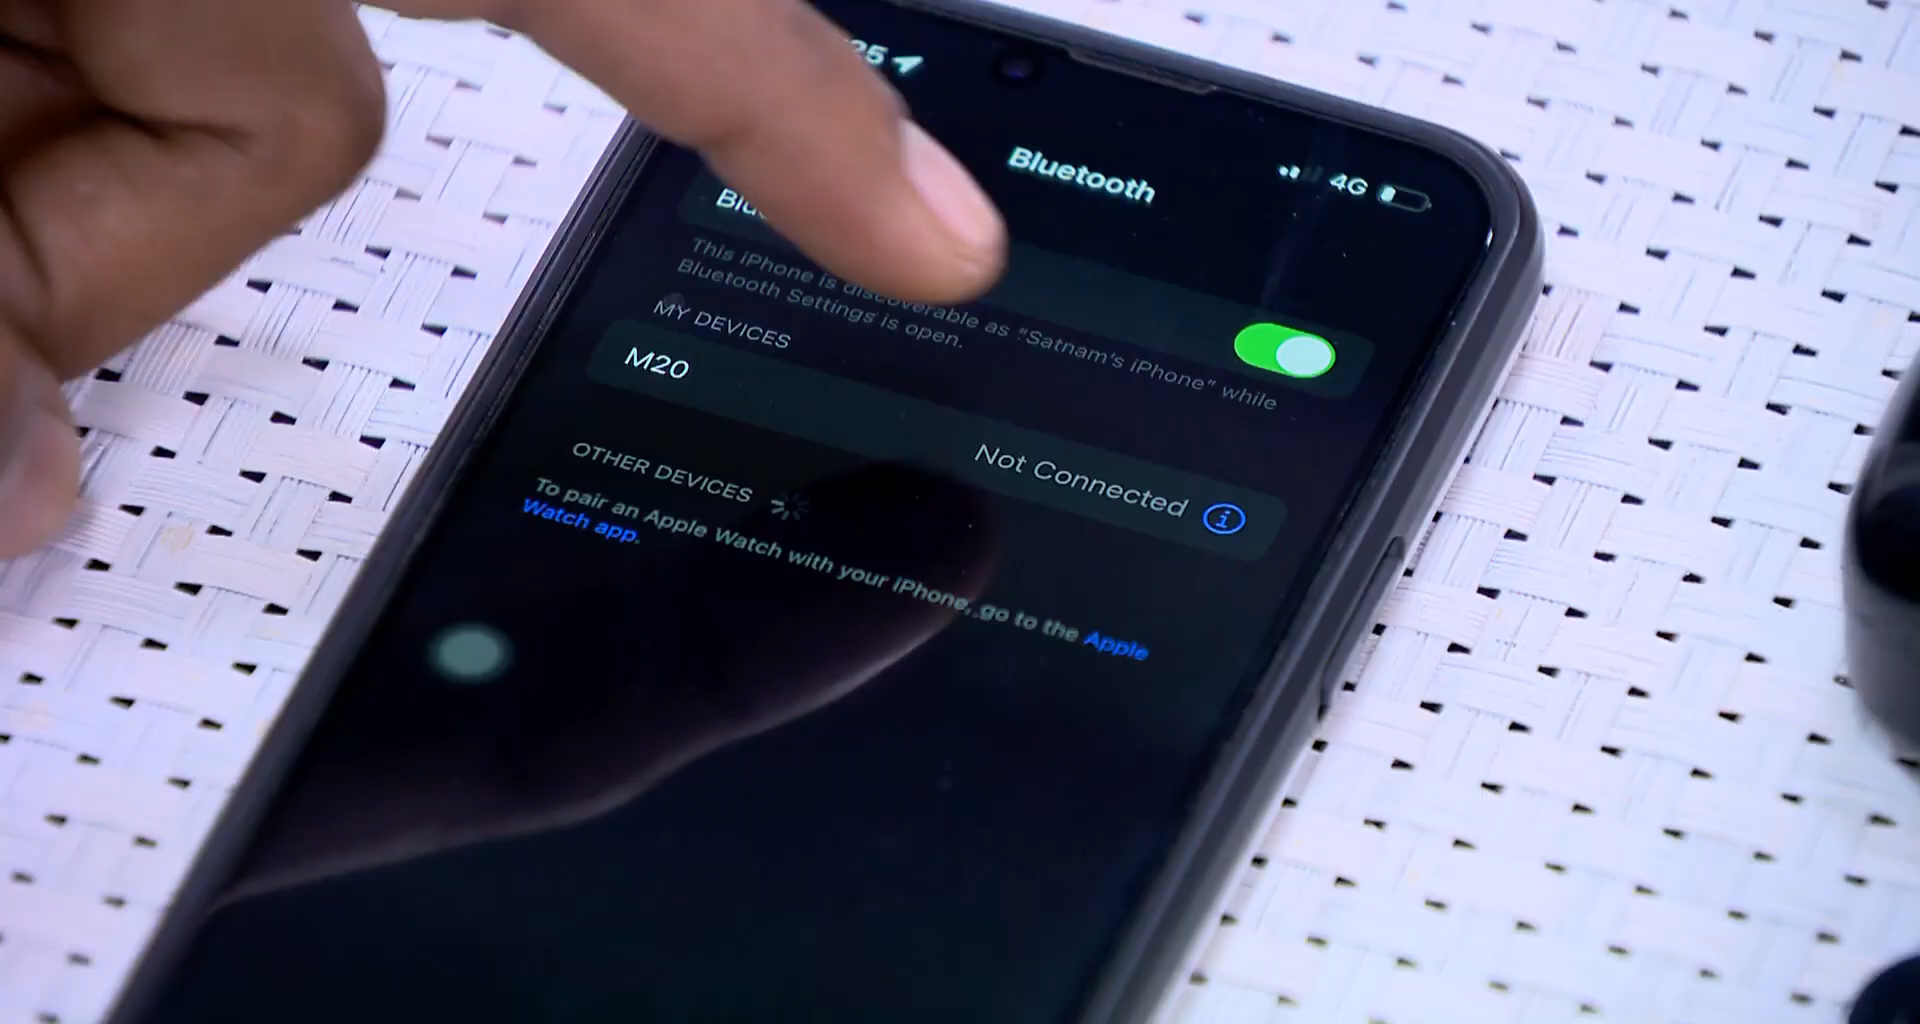 Bluetooth
4G
This iPhone is discoverable as "Satnam's iPhone" while
Bluetooth Settings is open.
MY DEVICES
M20
Not Connected
OTHER DEVICES
To pair an Apple Watch with your iPhone, go to the Apple
Watch app.